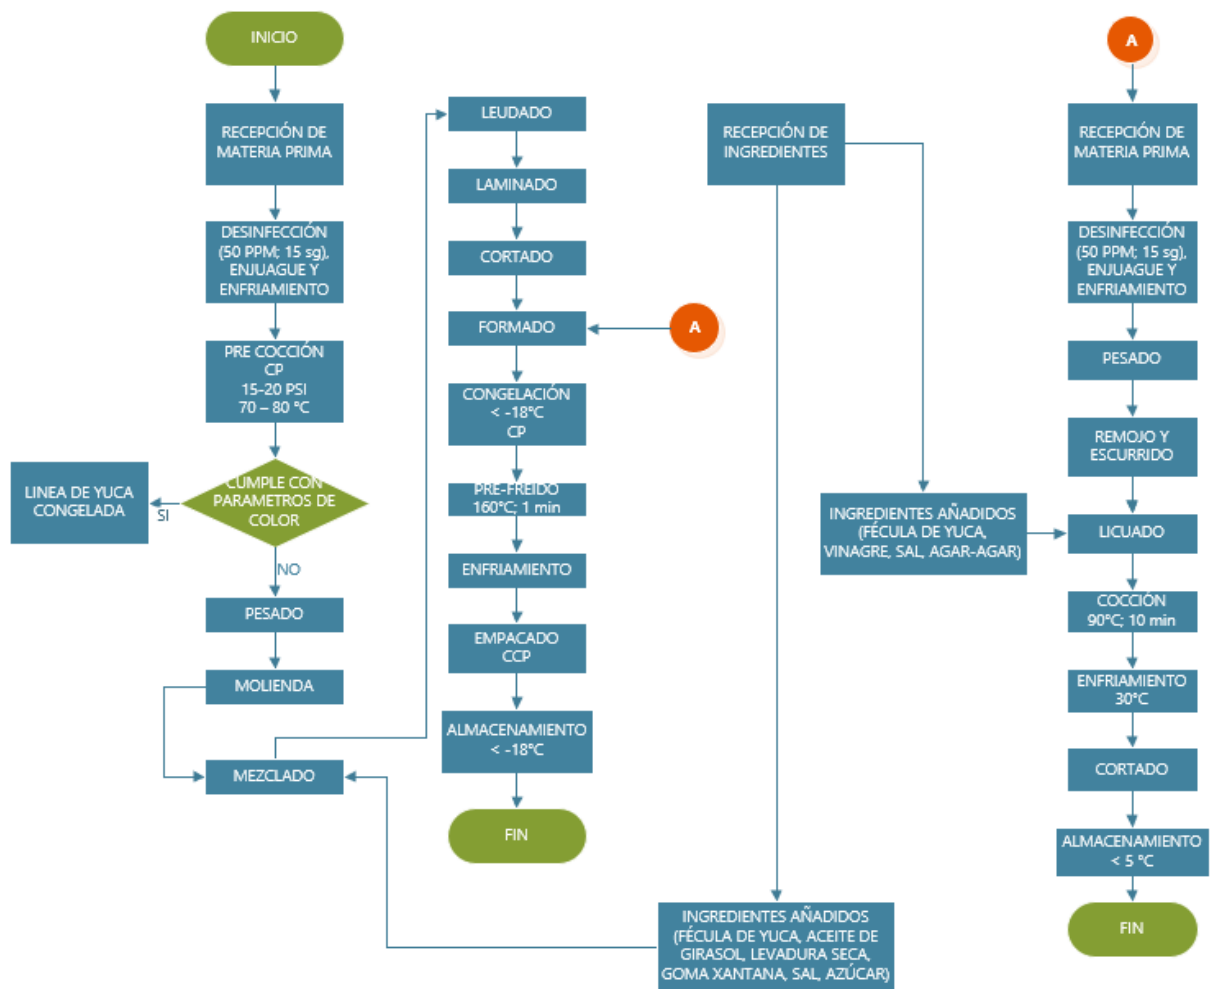 INICIO
RECEPCIÓN DE
MATERIA PRIMA
DESINFECCIÓN
(50 PPM; 15 sg),
ENJUAGUE Y
ENFRIAMIENTO
PRE COCCIÓN
CP
15-20 PSI
70 – 80 °C
CUMPLE CON
PARAMETROS DE
COLOR
SI
LINEA DE YUCA
CONGELADA
NO
PESADO
MOLIENDA
MEZCLADO
LEUDADO
LAMINADO
CORTADO
FORMADO
A
CONGELACIÓN
< -18°C
CP
PRE-FREIDO
160°C; 1 min
ENFRIAMIENTO
EMPACADO
CCP
ALMACENAMIENTO
< -18°C
FIN
RECEPCIÓN DE
INGREDIENTES
INGREDIENTES AÑADIDOS
(FÉCULA DE YUCA,
VINAGRE, SAL, AGAR-AGAR)
INGREDIENTES AÑADIDOS
(FÉCULA DE YUCA, ACEITE DE
GIRASOL, LEVADURA SECA,
GOMA XANTANA, SAL, AZÚCAR)
A
RECEPCIÓN DE
MATERIA PRIMA
DESINFECCIÓN
(50 PPM; 15 sg),
ENJUAGUE Y
ENFRIAMIENTO
PESADO
REMOJO Y
ESCURRIDO
LICUADO
COCCIÓN
90°C; 10 min
ENFRIAMIENTO
30°C
CORTADO
ALMACENAMIENTO
< 5 °C
FIN